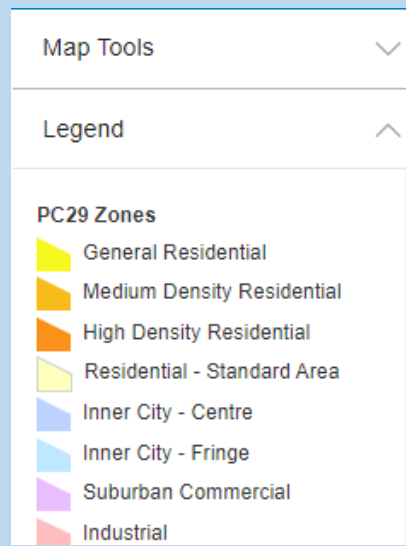 Map Tools
Legend
PC29 Zones
General Residential
Medium Density Residential
High Density Residential
Residential - Standard Area
Inner City - Centre
Inner City - Fringe
Suburban Commercial
Industrial